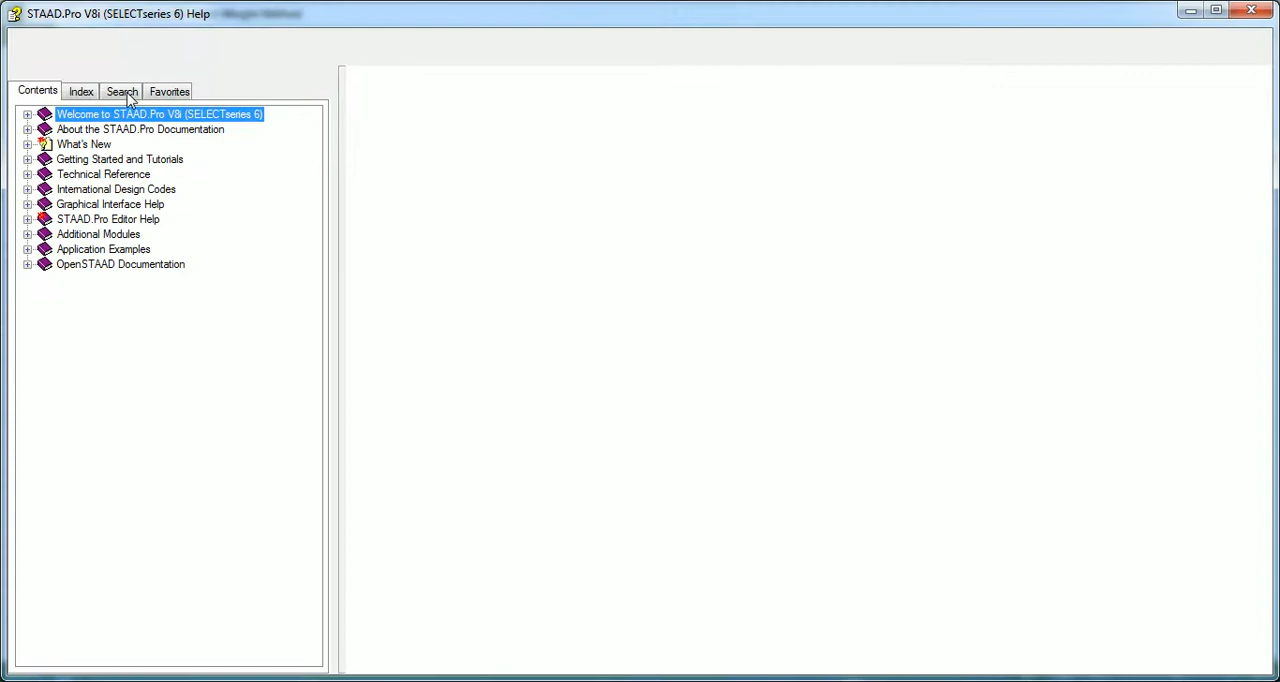 STAAD.Pro V8i (SELECTseries 6) Help
Contents Index Search Favorites
Welcome to STAAD.Pro V8i (SELECTseries 6)
About the STAAD.Pro Documentation
What's New
Getting Started and Tutorials
Technical Reference
International Design Codes
Graphical Interface Help
STAAD.Pro Editor Help
Additional Modules
Application Examples
OpenSTAAD Documentation